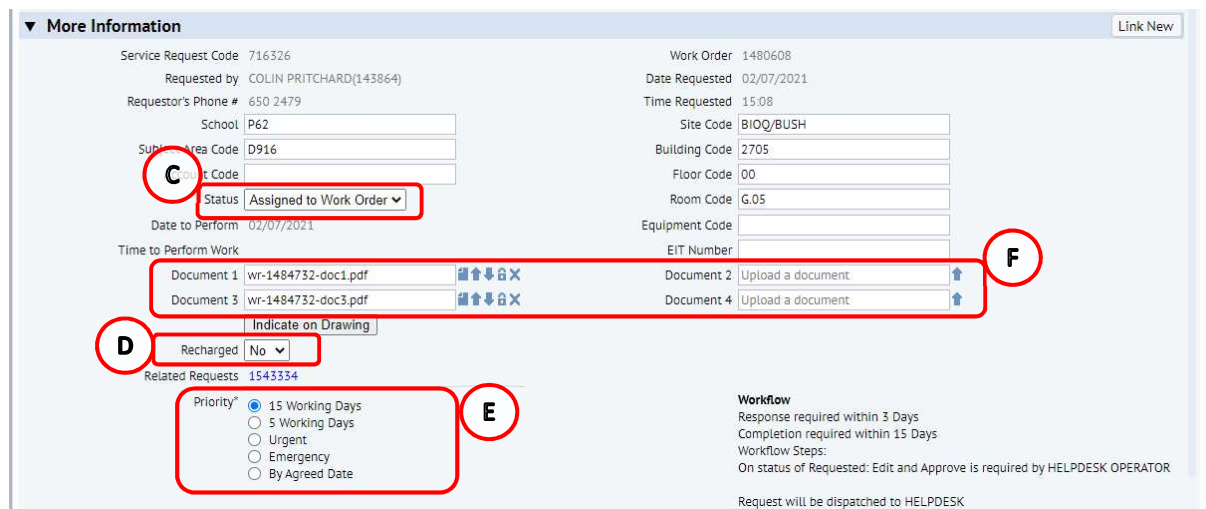 ▼ More Information
Link New
Service Request Code 716326
Work Order 1480608
Requested by COLIN PRITCHARD(143864)
Date Requested 02/07/2021
Requestor's Phone # 650 2479
Time Requested 15:08
School P62
Site Code BIOQ/BUSH
Area Code D916
Building Code 2705
C
Code
Floor Code 00
Status Assigned to Work Order
Room Code G.05
Date to Perform 02/07/2021
Equipment Code
Time to Perform Work
EIT Number
F
Document 1 wr-1484732-doc1.pdf
Document 2 Upload a document
Document 3 wr-1484732-doc3.pdf
Document 4 Upload a document
Indicate on Drawing
D
Recharged No
Related Requests 1543334
Priority* 15 Working Days
E
5 Working Days
Urgent
Emergency
By Agreed Date
Workflow
Response required within 3 Days
Completion required within 15 Days
Workflow Steps:
On status of Requested: Edit and Approve is required by HELPDESK OPERATOR
Request will be dispatched to HELPDESK